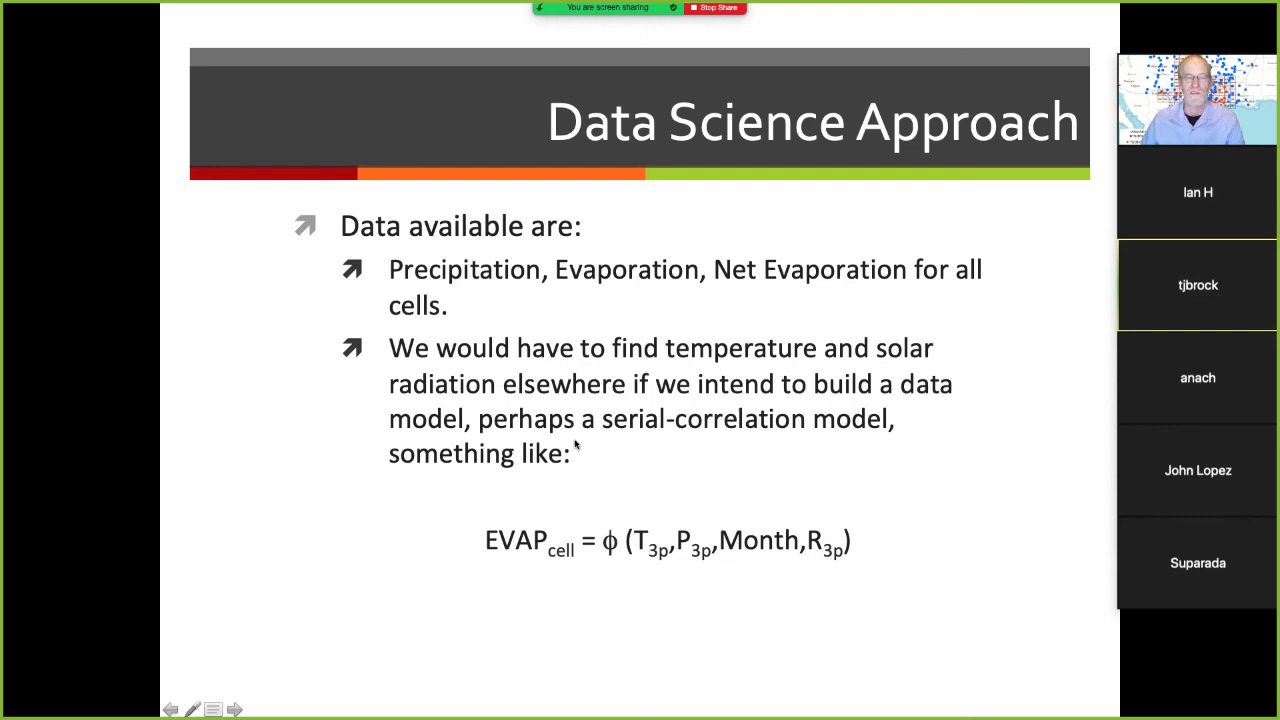 You are screen sharing
Stop Share
Data Science Approach
Data available are:
Precipitation, Evaporation, Net Evaporation for all
cells.
We would have to find temperature and solar
radiation elsewhere if we intend to build a data
model, perhaps a serial-correlation model,
something like:
EVAPcell = ϕ (T3p,P3p,Month,R3p)
Ian H
tjbrock
anach
John Lopez
Suparada